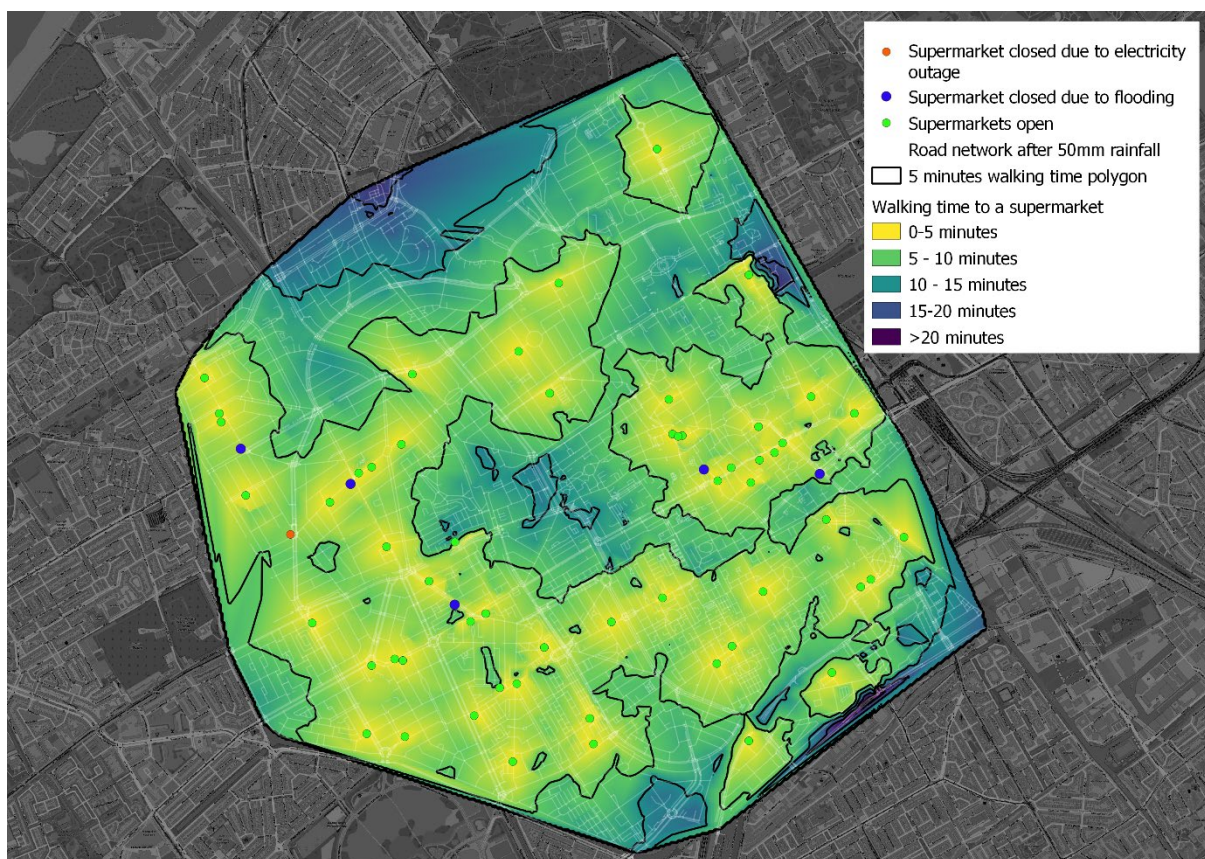 Supermarket closed due to electricity
outage
Supermarket closed due to flooding
Supermarkets open
Road network after 50mm rainfall
5 minutes walking time polygon
Walking time to a supermarket
0-5 minutes
5 - 10 minutes
10 - 15 minutes
15-20 minutes
>20 minutes